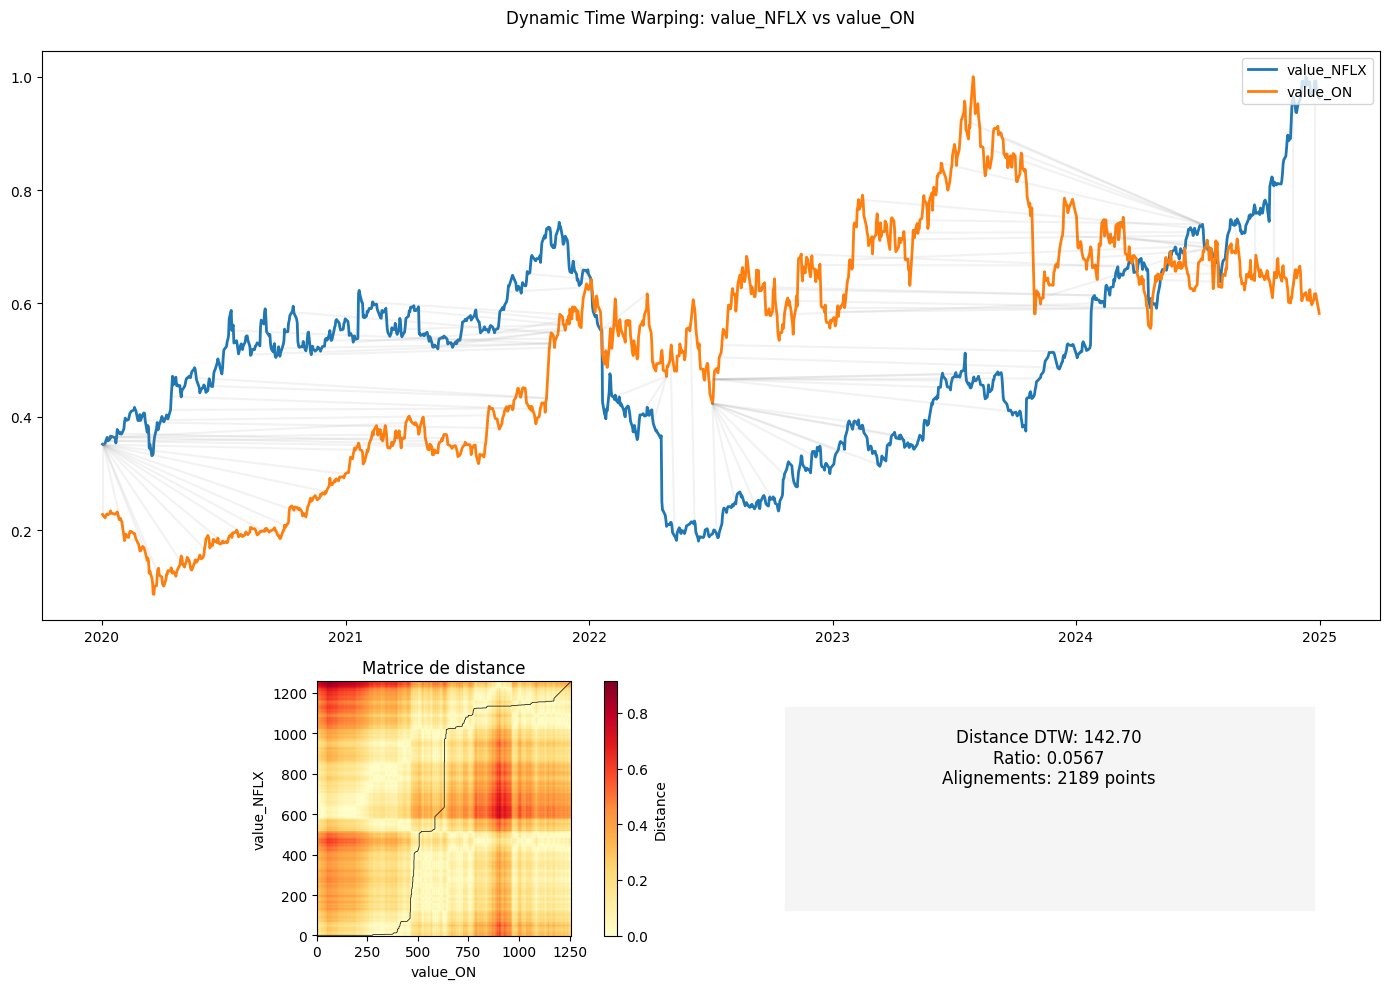 Dynamic Time Warping: value_NFLX vs value_ON
1.0
0.8
0.6
0.4
0.2
value_NFLX
value_ON
2020 2021 2022 2023 2024 2025
Matrice de distance
value_NFLX
1200
1000
800
600
400
200
0
0 250 500 750 1000 1250
value_ON
0.8
0.6
0.4
0.2
0.0
Distance
Distance DTW: 142.70
Ratio: 0.0567
Alignements: 2189 points